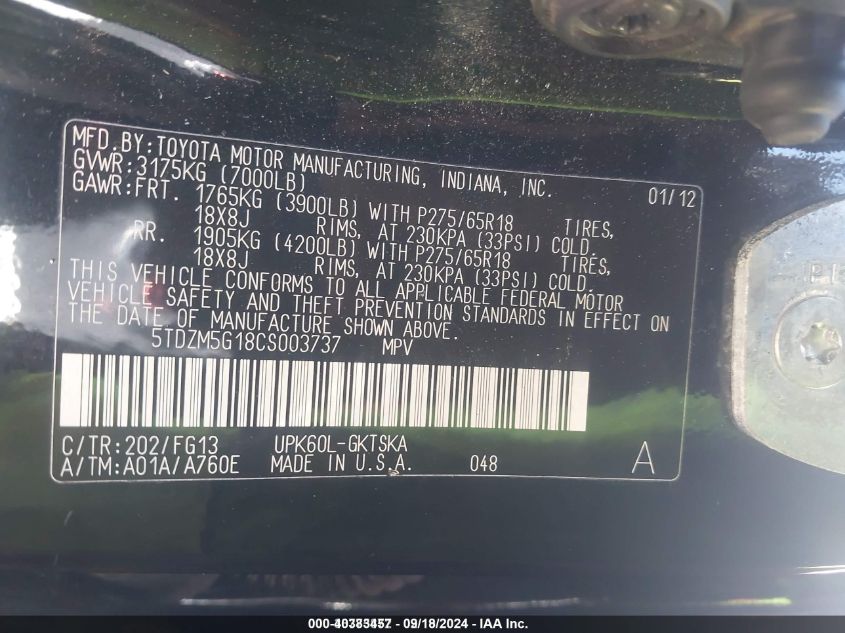 MFD.BY:TOYOTA MOTOR MANUFACTURING, INDIANA, INC. 01/12
GVWR:3175KG (7000LB)
GAWR:FRT. 1765KG (3900LB) WITH P275/65R18 TIRES,
18X8J RIMS, AT 230KPA (33PSI) COLD.
RR. 1905KG (4200LB) WITH P275/65R18 TIRES,
18X8J RIMS, AT 230KPA (33PSI) COLD.
THIS VEHICLE CONFORMS TO ALL APPLICABLE FEDERAL MOTOR
VEHICLE SAFETY AND THEFT PREVENTION STANDARDS IN EFFECT ON
THE DATE OF MANUFACTURE SHOWN ABOVE.
5TDZM5G18CS003737 MPV
C/TR:202/FG13 UPK60L-GKTSKA
A/TM:A01A/A760E MADE IN U.S.A. 048 A
09/18/2024 - IAA Inc.